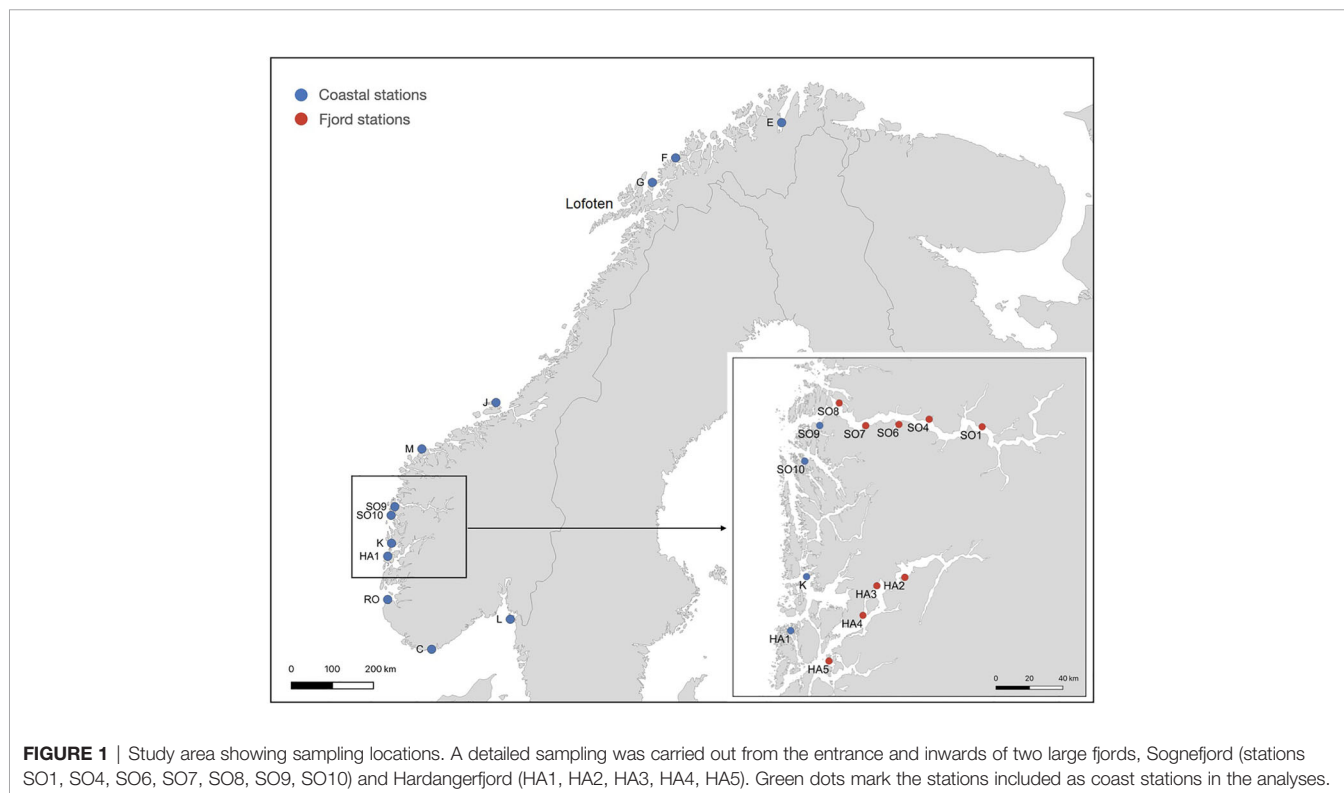 Coastal stations
Fjord stations
E
F
G
Lofoten
J
M
SO9
SO10
K
HA1
RO
L
C
0 100 200 km
SO8
SO9
SO7
SO6
SO4
SO1
SO10
K
HA3
HA2
HA4
HA1
HA5
0 20 40 km
FIGURE 1 | Study area showing sampling locations. A detailed sampling was carried out from the entrance and inwards of two large fjords, Sognefjord (stations
SO1, SO4, SO6, SO7, SO8, SO9, SO10) and Hardangerfjord (HA1, HA2, HA3, HA4, HA5). Green dots mark the stations included as coast stations in the analyses.